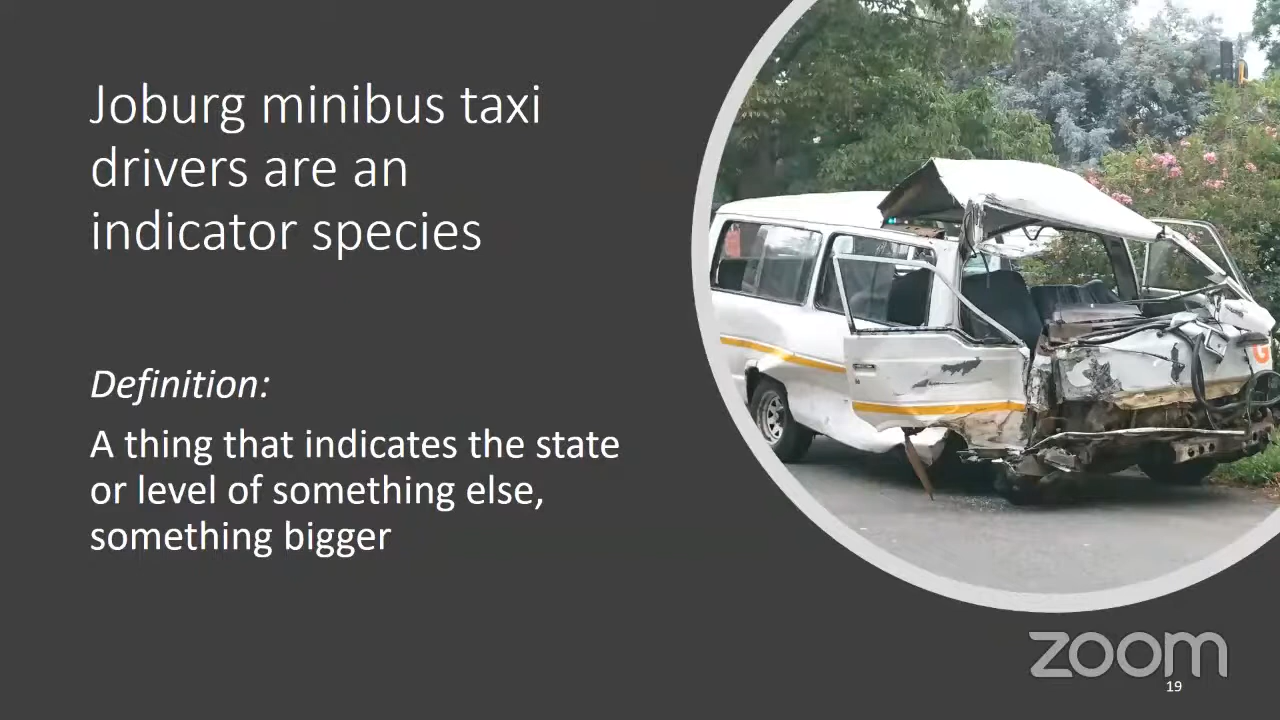 Joburg minibus taxi
drivers are an
indicator species
Definition:
A thing that indicates the state
or level of something else,
something bigger
G
zoom
19